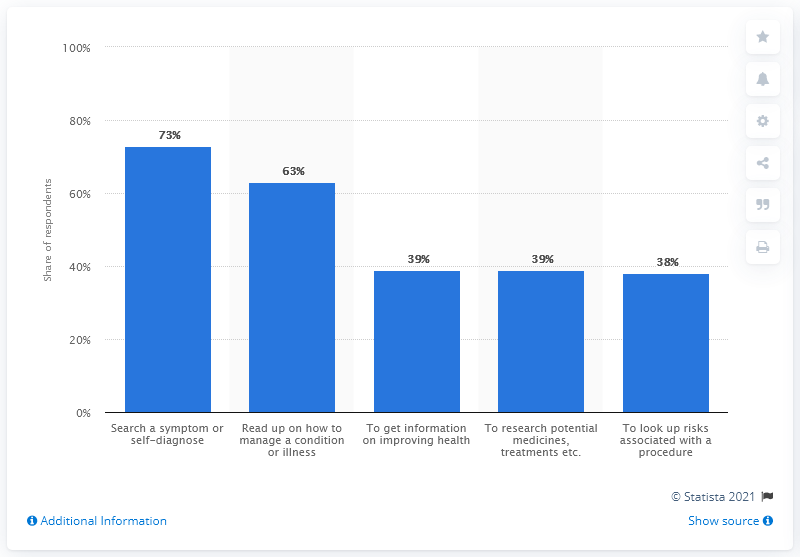 100%
80%
60%
40%
20%
0%
Share of respondents
73%
63%
39%
39%
38%
Search a symptom or
self-diagnose
Read up on how to
manage a condition
or illness
To get information
on improving health
To research potential
medicines,
treatments etc.
To look up risks
associated with a
procedure
© Statista 2021
Additional Information
Show source